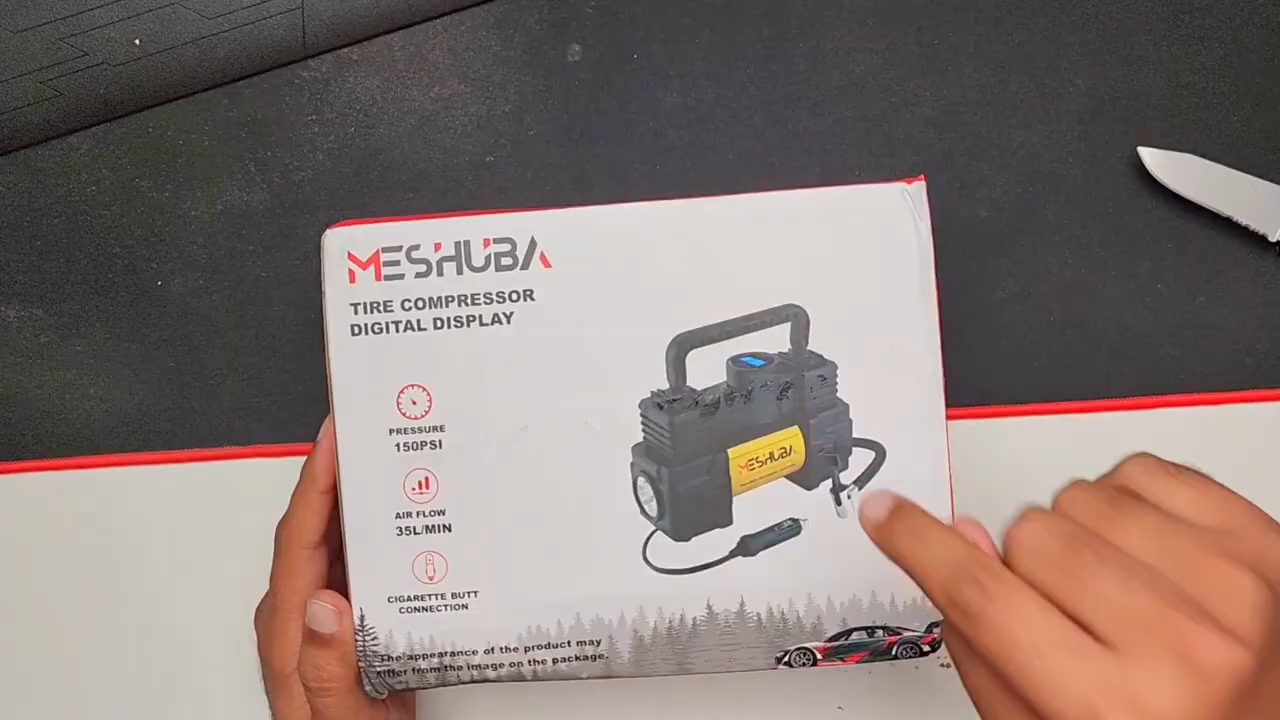 MESHUBA
TIRE COMPRESSOR
DIGITAL DISPLAY
PRESSURE
150PSI
AIR FLOW
35L/MIN
CIGARETTE BUTT
CONNECTION
MESHUBA
The appearance of the product may
differ from the image on the package.